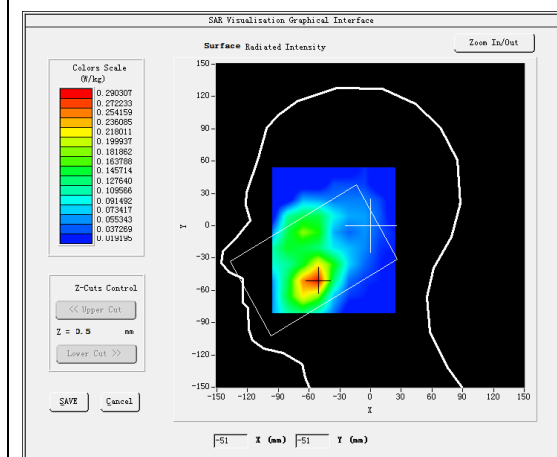 SAR Visualisation Graphical Interface
Surface Radiated Intensity
Zoom In/Out
Colors Scale
(W/kg)
0.290307
0.272233
0.254159
0.236085
0.218011
0.199937
0.181862
0.163788
0.145714
0.127640
0.109566
0.091492
0.073417
0.055343
0.037269
0.019195
Z-Cuts Control
<< Upper Cut
Z = 0.5 mm
Lower Cut >>
SAVE Cancel
150
120
90
60
30
0
-30
-60
-90
-120
-150
Y
-150 -120 -90 -60 -30 0 30 60 90 120 150
X
-51 X (mm) -51 Y (mm)